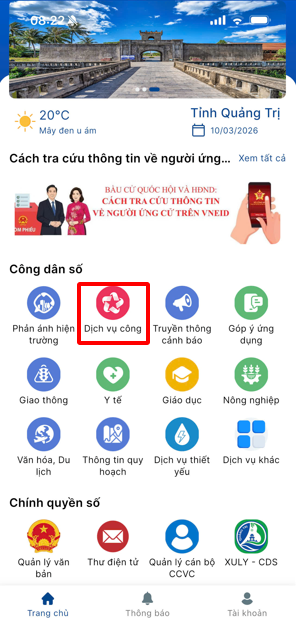 08:22
20°C
Mây đen u ám
Tỉnh Quảng Trị
10/03/2026
Cách tra cứu thông tin về người ứng...
Xem tất cả
BẦU CỬ QUỐC HỘI VÀ HĐND:
CÁCH TRA CỨU THÔNG TIN
VỀ NGƯỜI ỨNG CỬ TRÊN VNEID
Công dân số
Phản ánh hiện
trường
Dịch vụ công
Truyền thông
cảnh báo
Góp ý ứng
dụng
Giao thông
Y tế
Giáo dục
Nông nghiệp
Văn hóa, Du
lịch
Thông tin quy
hoạch
Dịch vụ thiết
yếu
Dịch vụ khác
Chính quyền số
Quản lý văn
bản
Thư điện tử
Quản lý cán bộ
CCVC
XULY - CDS
Trang chủ
Thông báo
Tài khoản